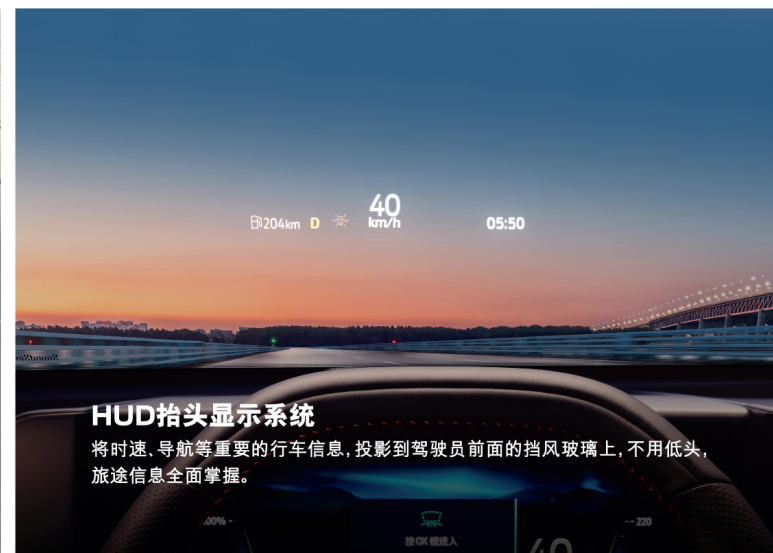 40
204km D km/h 05:50
HUD抬头显示系统
将时速、导航等重要的行车信息,投影到驾驶员前面的挡风玻璃上,不用低头,
旅途信息全面掌握。
220
按OK键进入
40